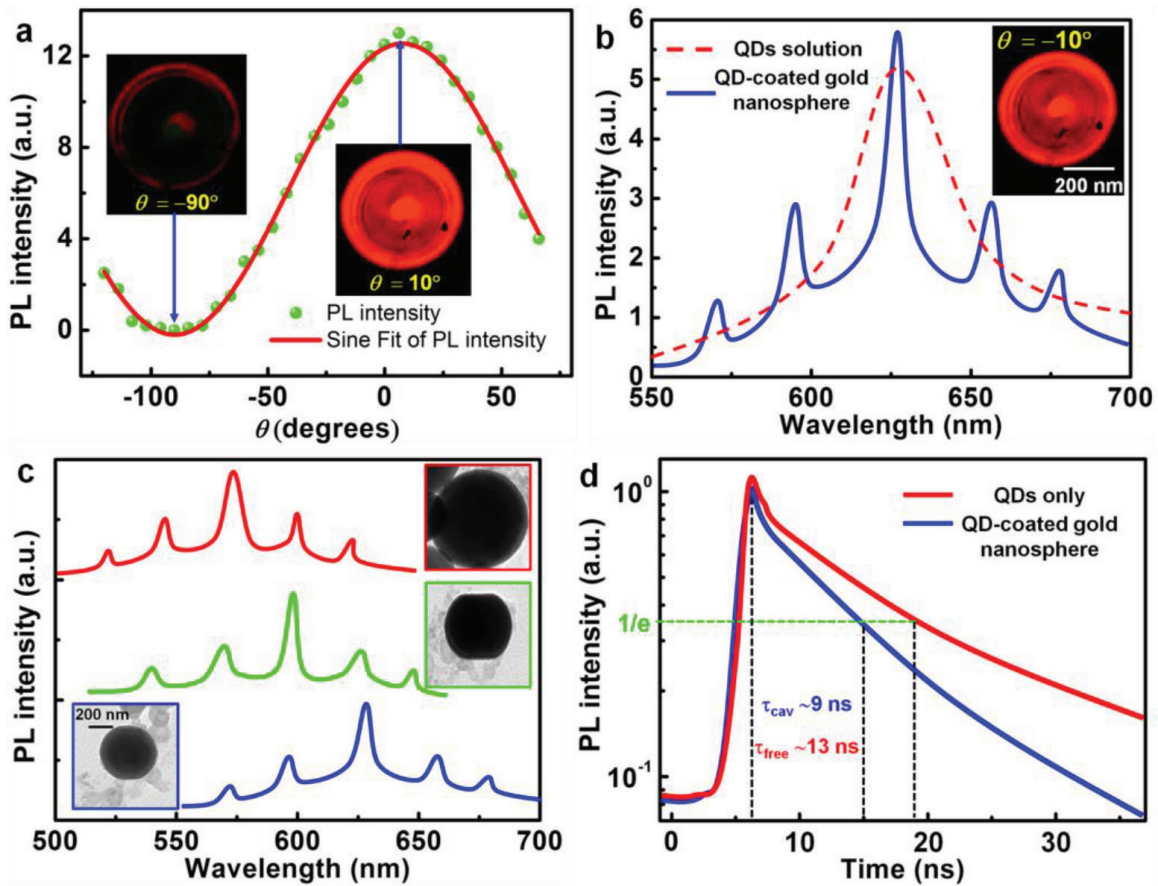 a
PL intensity (a.u.)
12
8
4
0
-100
-50
0
50
θ (degrees)
θ = –90°
θ = 10°
PL intensity
Sine Fit of PL intensity
b
PL intensity (a.u.)
6
5
4
3
2
1
0
550
600
650
700
Wavelength (nm)
QDs solution
QD-coated gold
nanosphere
θ = –10°
200 nm
c
PL intensity (a.u.)
200 nm
500
550
600
650
700
Wavelength (nm)
d
PL intensity (a.u.)
10⁰
1/e
10⁻¹
QDs only
QD-coated gold
nanosphere
τcav ~9 ns
τfree ~13 ns
0
10
20
30
Time (ns)